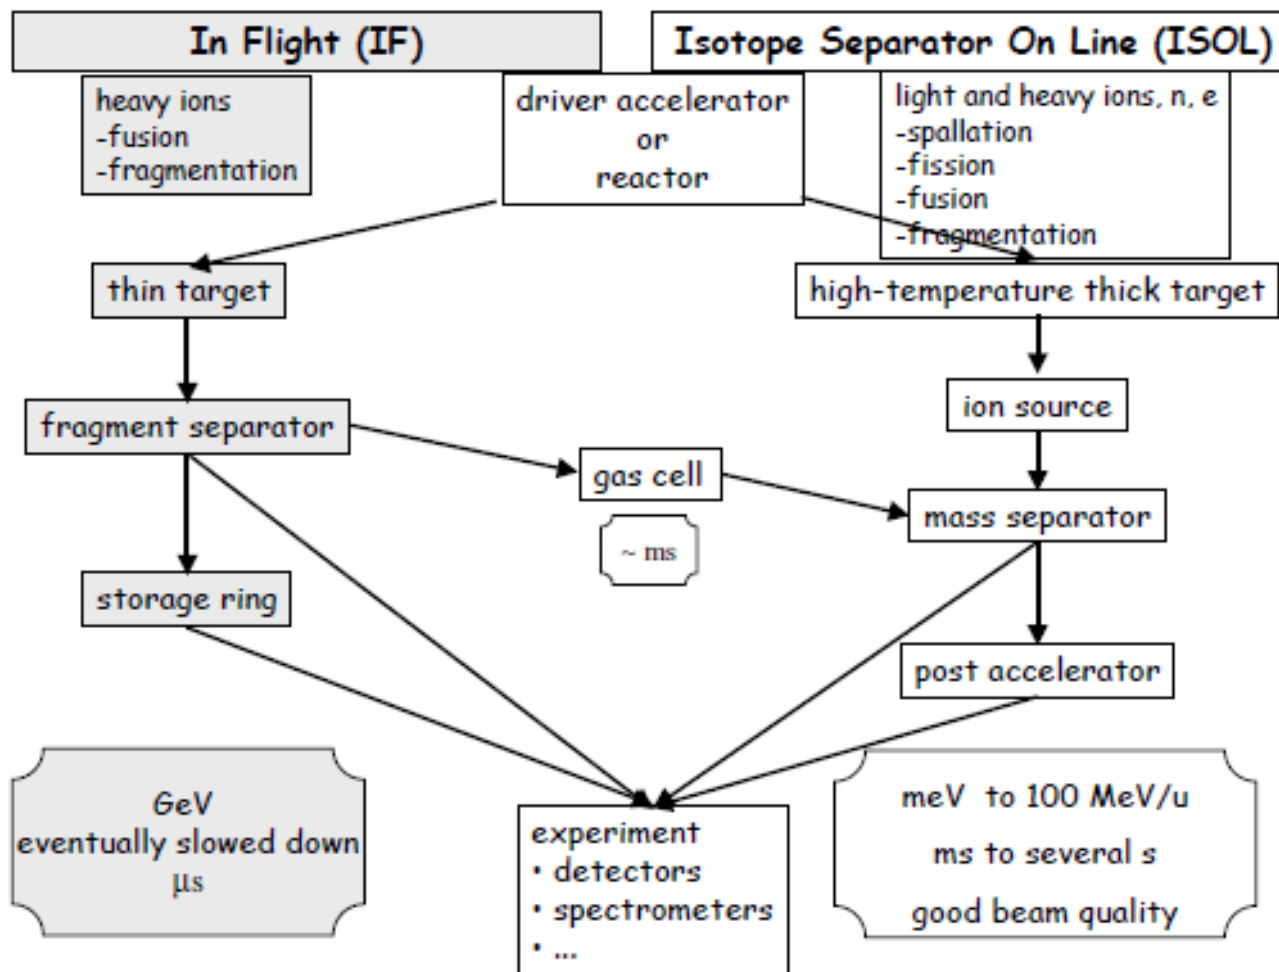 In Flight (IF)
Isotope Separator On Line (ISOL)
heavy ions
-fusion
-fragmentation
driver accelerator
or
reactor
light and heavy ions, n, e
-spallation
-fission
-fusion
-fragmentation
thin target
high-temperature thick target
fragment separator
ion source
gas cell
mass separator
~ ms
storage ring
post accelerator
GeV
eventually slowed down
μs
experiment
• detectors
• spectrometers
• ...
meV to 100 MeV/u
ms to several s
good beam quality